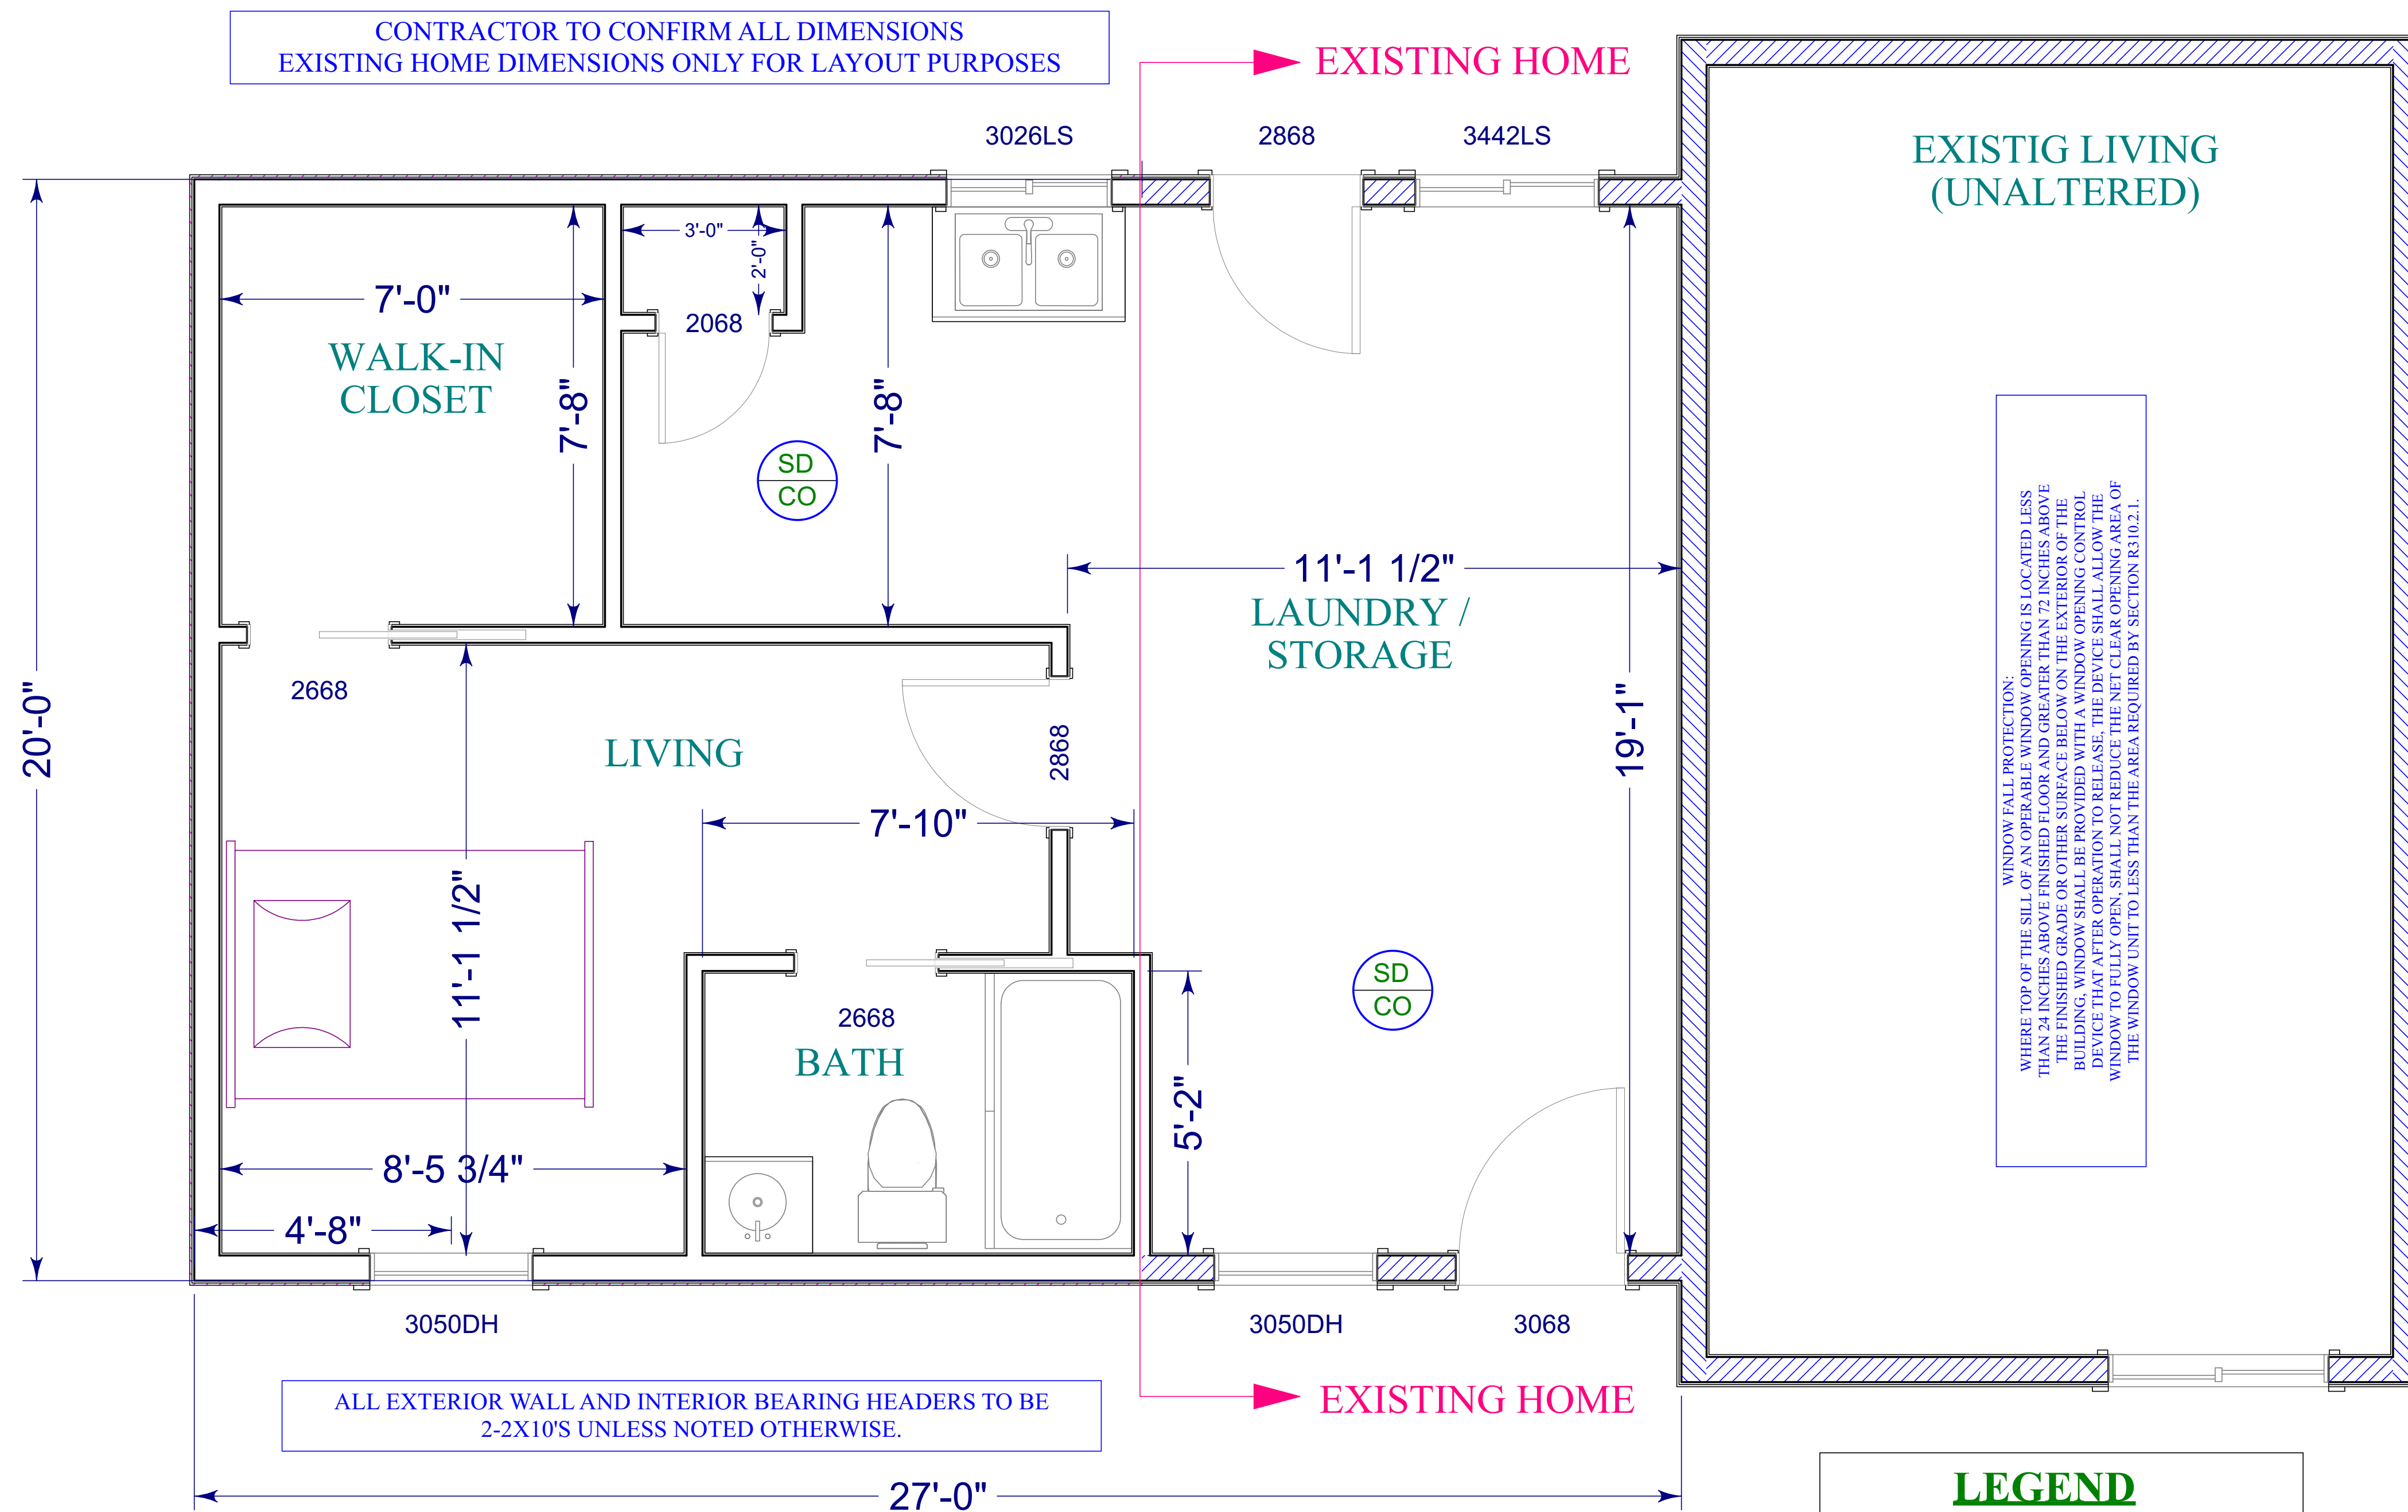 CONTRACTOR TO CONFIRM ALL DIMENSIONS
EXISTING HOME DIMENSIONS ONLY FOR LAYOUT PURPOSES
EXISTING HOME
3026LS
2868
3442LS
EXISTIG LIVING
(UNALTERED)
3'-0"
2'-0"
7'-0"
2068
WALK-IN
CLOSET
7'-8"
7'-8"
SD
CO
11'-1 1/2"
LAUNDRY /
STORAGE
2668
20'-0"
LIVING
2868
19'-1"
7'-10"
11'-1 1/2"
SD
CO
2668
BATH
5'-2"
8'-5 3/4"
4'-8"
WINDOW FALL PROTECTION:
WHERE TOP OF THE SILL OF AN OPERABLE WINDOW OPENING IS LOCATED LESS
THAN 24 INCHES ABOVE FINISHED FLOOR AND GREATER THAN 72 INCHES ABOVE
THE FINISHED GRADE OR OTHER SURFACE BELOW ON THE EXTERIOR OF THE
BUILDING, WINDOW SHALL BE PROVIDED WITH A WINDOW OPENING CONTROL
DEVICE THAT AFTER OPERATION TO RELEASE, THE DEVICE SHALL ALLOW THE
WINDOW TO FULLY OPEN, SHALL NOT REDUCE THE NET CLEAR OPENING AREA OF
THE WINDOW UNIT TO LESS THAN THE AREA REQUIRED BY SECTION R310.2.1.
3050DH
3050DH
3068
ALL EXTERIOR WALL AND INTERIOR BEARING HEADERS TO BE
2-2X10'S UNLESS NOTED OTHERWISE.
EXISTING HOME
27'-0"
LEGEND